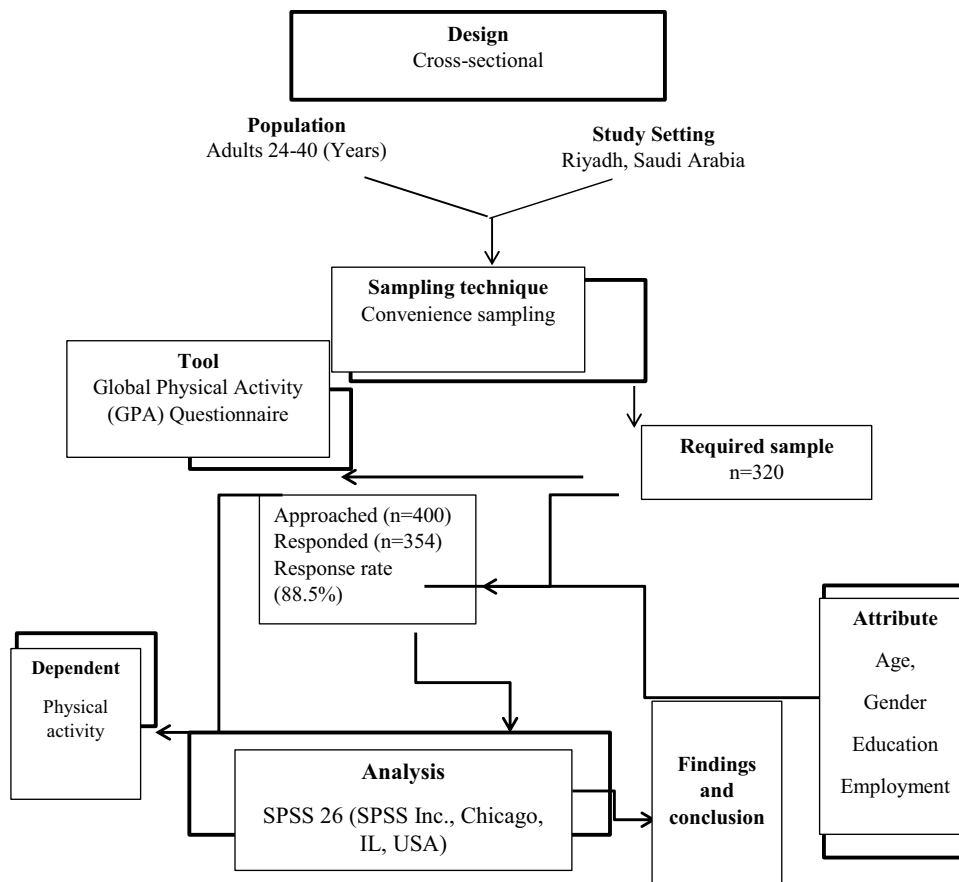 Design
Cross-sectional
Population
Adults 24-40 (Years)
Study Setting
Riyadh, Saudi Arabia
Sampling technique
Convenience sampling
Tool
Global Physical Activity
(GPA) Questionnaire
Required sample
n=320
Approached (n=400)
Responded (n=354)
Response rate
(88.5%)
Attribute
Age,
Gender
Education
Employment
Dependent
Physical
activity
Analysis
SPSS 26 (SPSS Inc., Chicago,
IL, USA)
Findings
and
conclusion